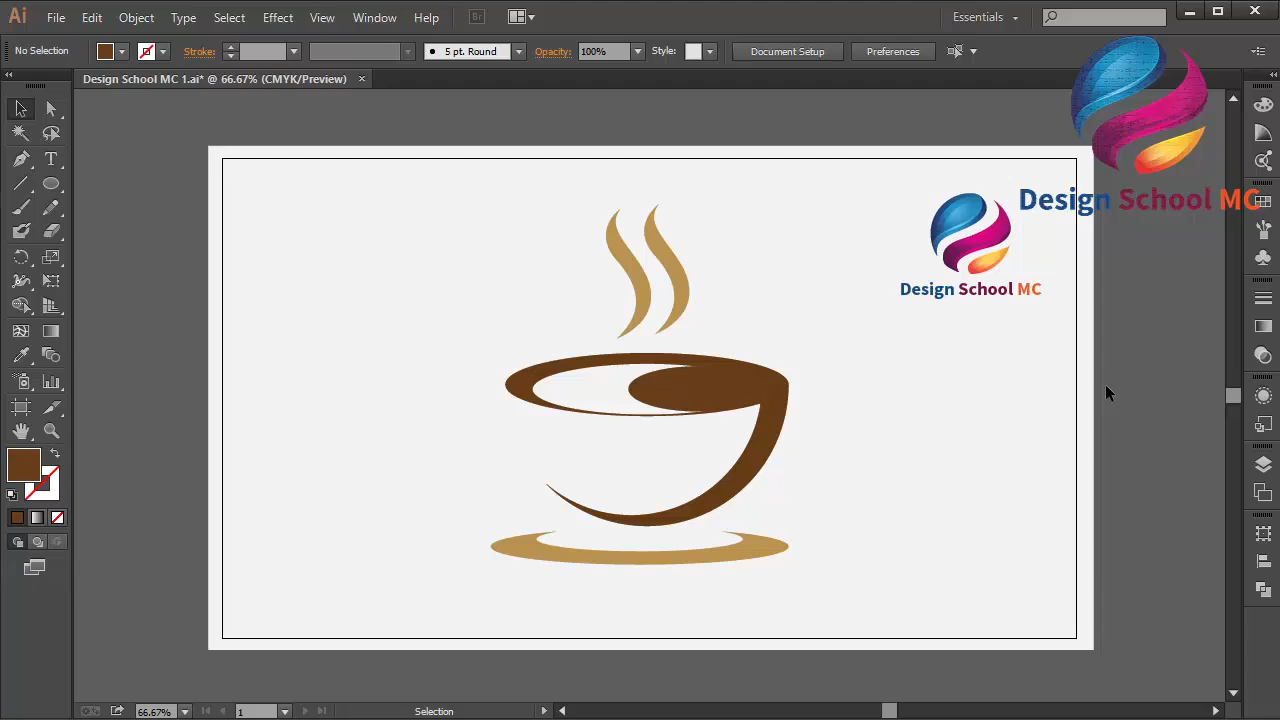 Ai File Edit Object Type Select Effect View Window Help Br Essentials
No Selection Stroke: 5 pt. Round Opacity: 100% Style: Document Setup Preferences
Design School MC 1.ai* @ 66.67% (CMYK/Preview)
Design School MC
Design School MC
66.67% 1 Selection